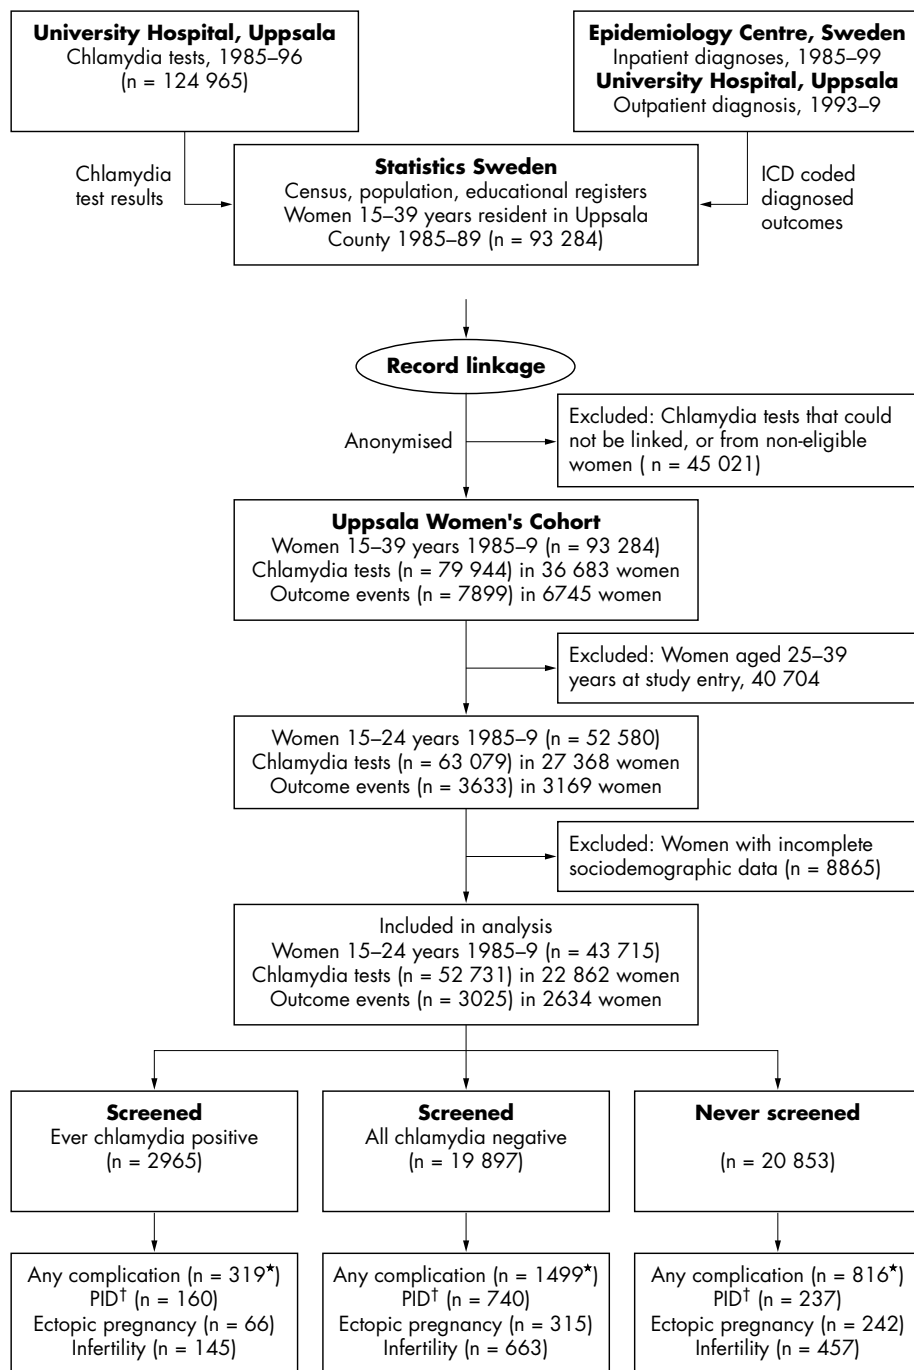 University Hospital, Uppsala
Chlamydia tests, 1985–96
(n = 124 965)
Epidemiology Centre, Sweden
Inpatient diagnoses, 1985–99
University Hospital, Uppsala
Outpatient diagnosis, 1993–9
Chlamydia
test results
Statistics Sweden
Census, population, educational registers
Women 15–39 years resident in Uppsala
County 1985–89 (n = 93 284)
ICD coded
diagnosed
outcomes
Record linkage
Anonymised
Excluded: Chlamydia tests that could
not be linked, or from non-eligible
women ( n = 45 021)
Uppsala Women's Cohort
Women 15–39 years 1985–9 (n = 93 284)
Chlamydia tests (n = 79 944) in 36 683 women
Outcome events (n = 7899) in 6745 women
Excluded: Women aged 25–39
years at study entry, 40 704
Women 15–24 years 1985–9 (n = 52 580)
Chlamydia tests (n = 63 079) in 27 368 women
Outcome events (n = 3633) in 3169 women
Excluded: Women with incomplete
sociodemographic data (n = 8865)
Included in analysis
Women 15–24 years 1985–9 (n = 43 715)
Chlamydia tests (n = 52 731) in 22 862 women
Outcome events (n = 3025) in 2634 women
Screened
Ever chlamydia positive
(n = 2965)
Screened
All chlamydia negative
(n = 19 897)
Never screened
(n = 20 853)
Any complication (n = 319★)
PID† (n = 160)
Ectopic pregnancy (n = 66)
Infertility (n = 145)
Any complication (n = 1499★)
PID† (n = 740)
Ectopic pregnancy (n = 315)
Infertility (n = 663)
Any complication (n = 816★)
PID† (n = 237)
Ectopic pregnancy (n = 242)
Infertility (n = 457)